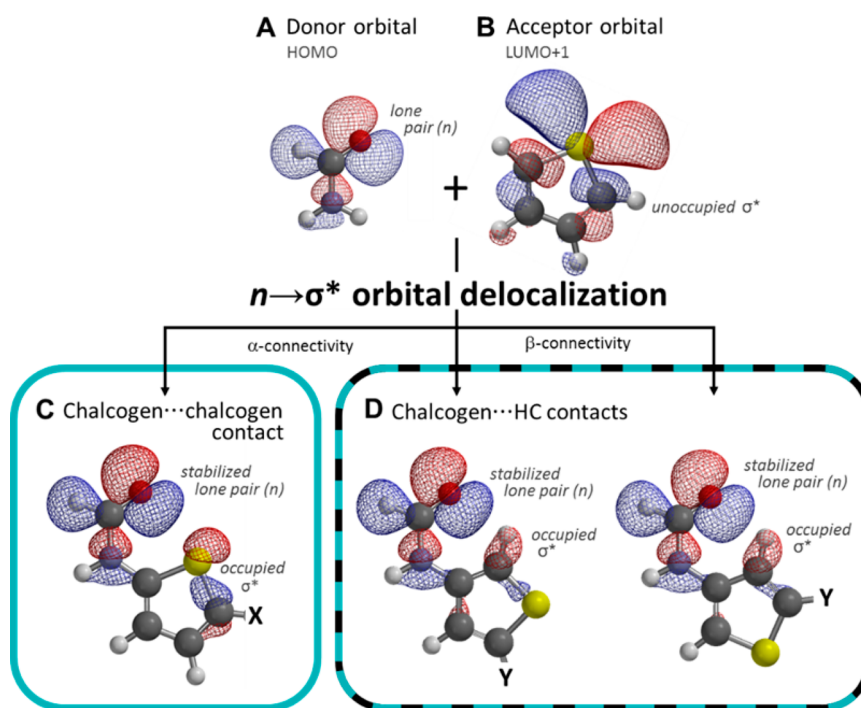 A Donor orbital
HOMO
B Acceptor orbital
LUMO+1
lone
pair (n)
+
unoccupied σ*
n→σ* orbital delocalization
α-connectivity
β-connectivity
C Chalcogen···chalcogen
contact
stabilized
lone pair (n)
occupied
σ*
X
D Chalcogen···HC contacts
stabilized
lone pair (n)
occupied
σ*
Y
stabilized
lone pair (n)
occupied
σ*
Y